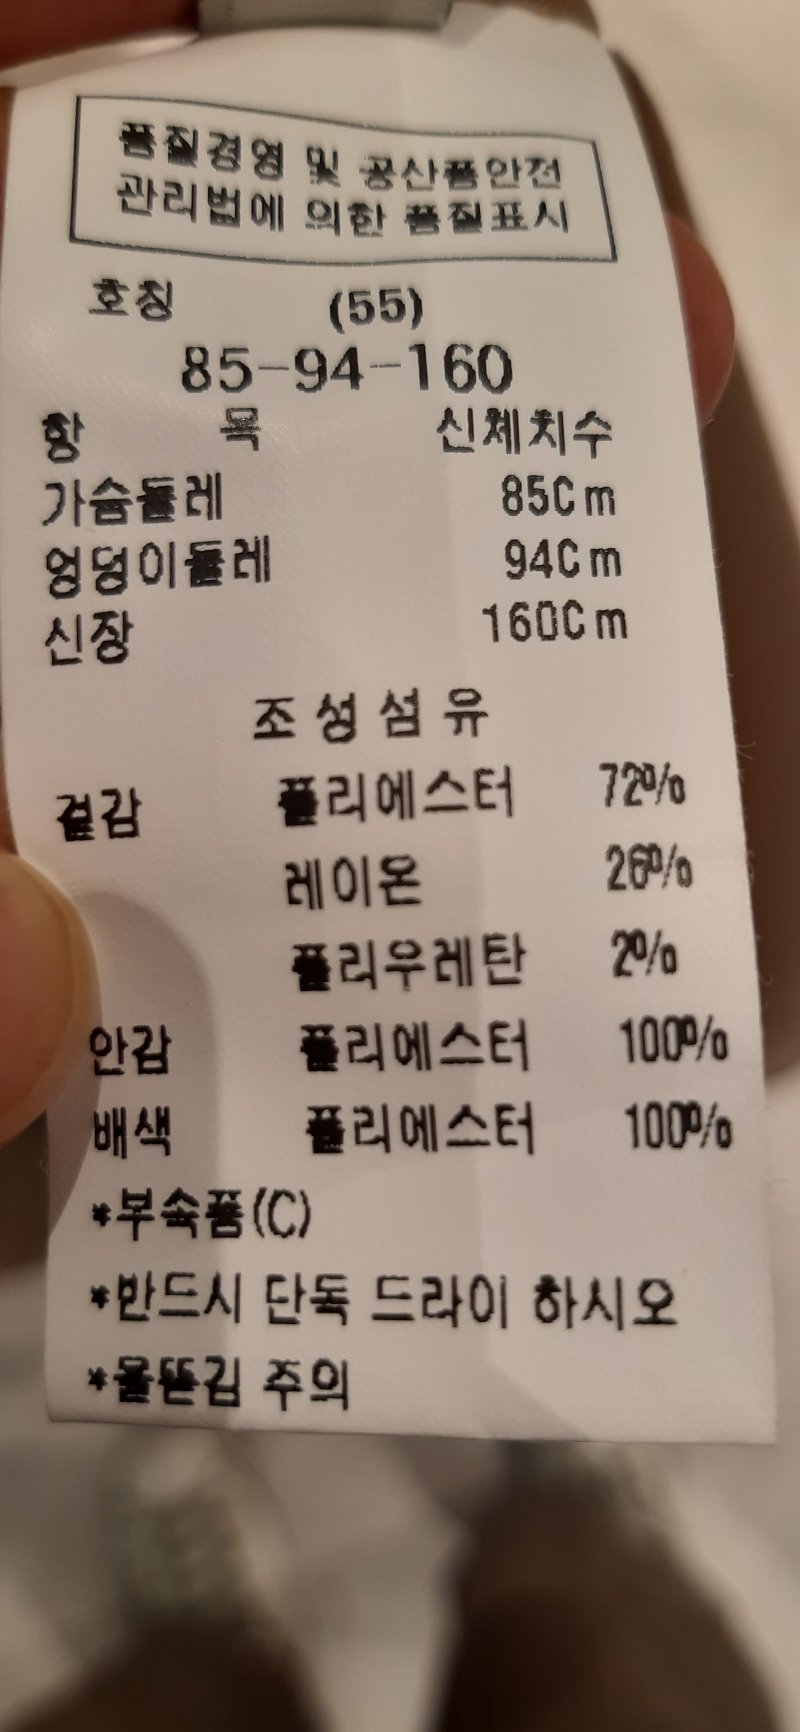 품질경영 및 공산품안전
관리법에 의한 품질표시
호칭 (55)
85-94-160
항 목 신체치수
가슴둘레 85Cm
엉덩이둘레 94Cm
신장 160Cm
조성섬유
겉감 폴리에스터 72%
레이온 26%
폴리우레탄 2%
안감 폴리에스터 100%
배색 폴리에스터 100%
*부속품(C)
*반드시 단독 드라이 하시오
*올뜯김 주의